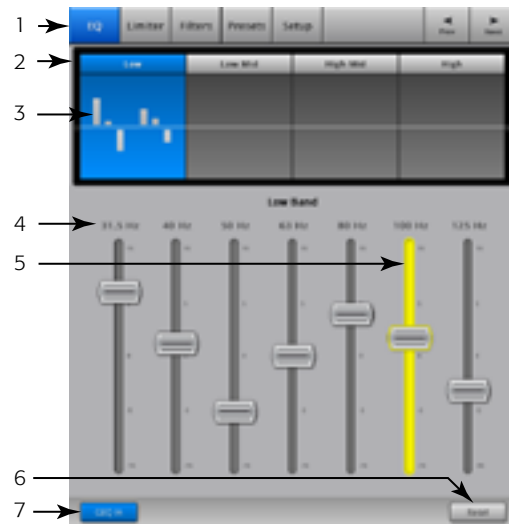 1
EQ Limiter Filters Presets Setup Prev Next
2
Low Low Mid High Mid High
3
Low Band
4
31.5 Hz 40 Hz 50 Hz 63 Hz 80 Hz 100 Hz 125 Hz
5
6
7
GEQ In Reset